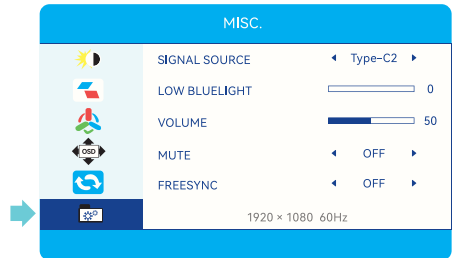 MISC.
SIGNAL SOURCE Type-C2
LOW BLUELIGHT 0
VOLUME 50
OSD
MUTE OFF
FREESYNC OFF
1920 × 1080 60Hz